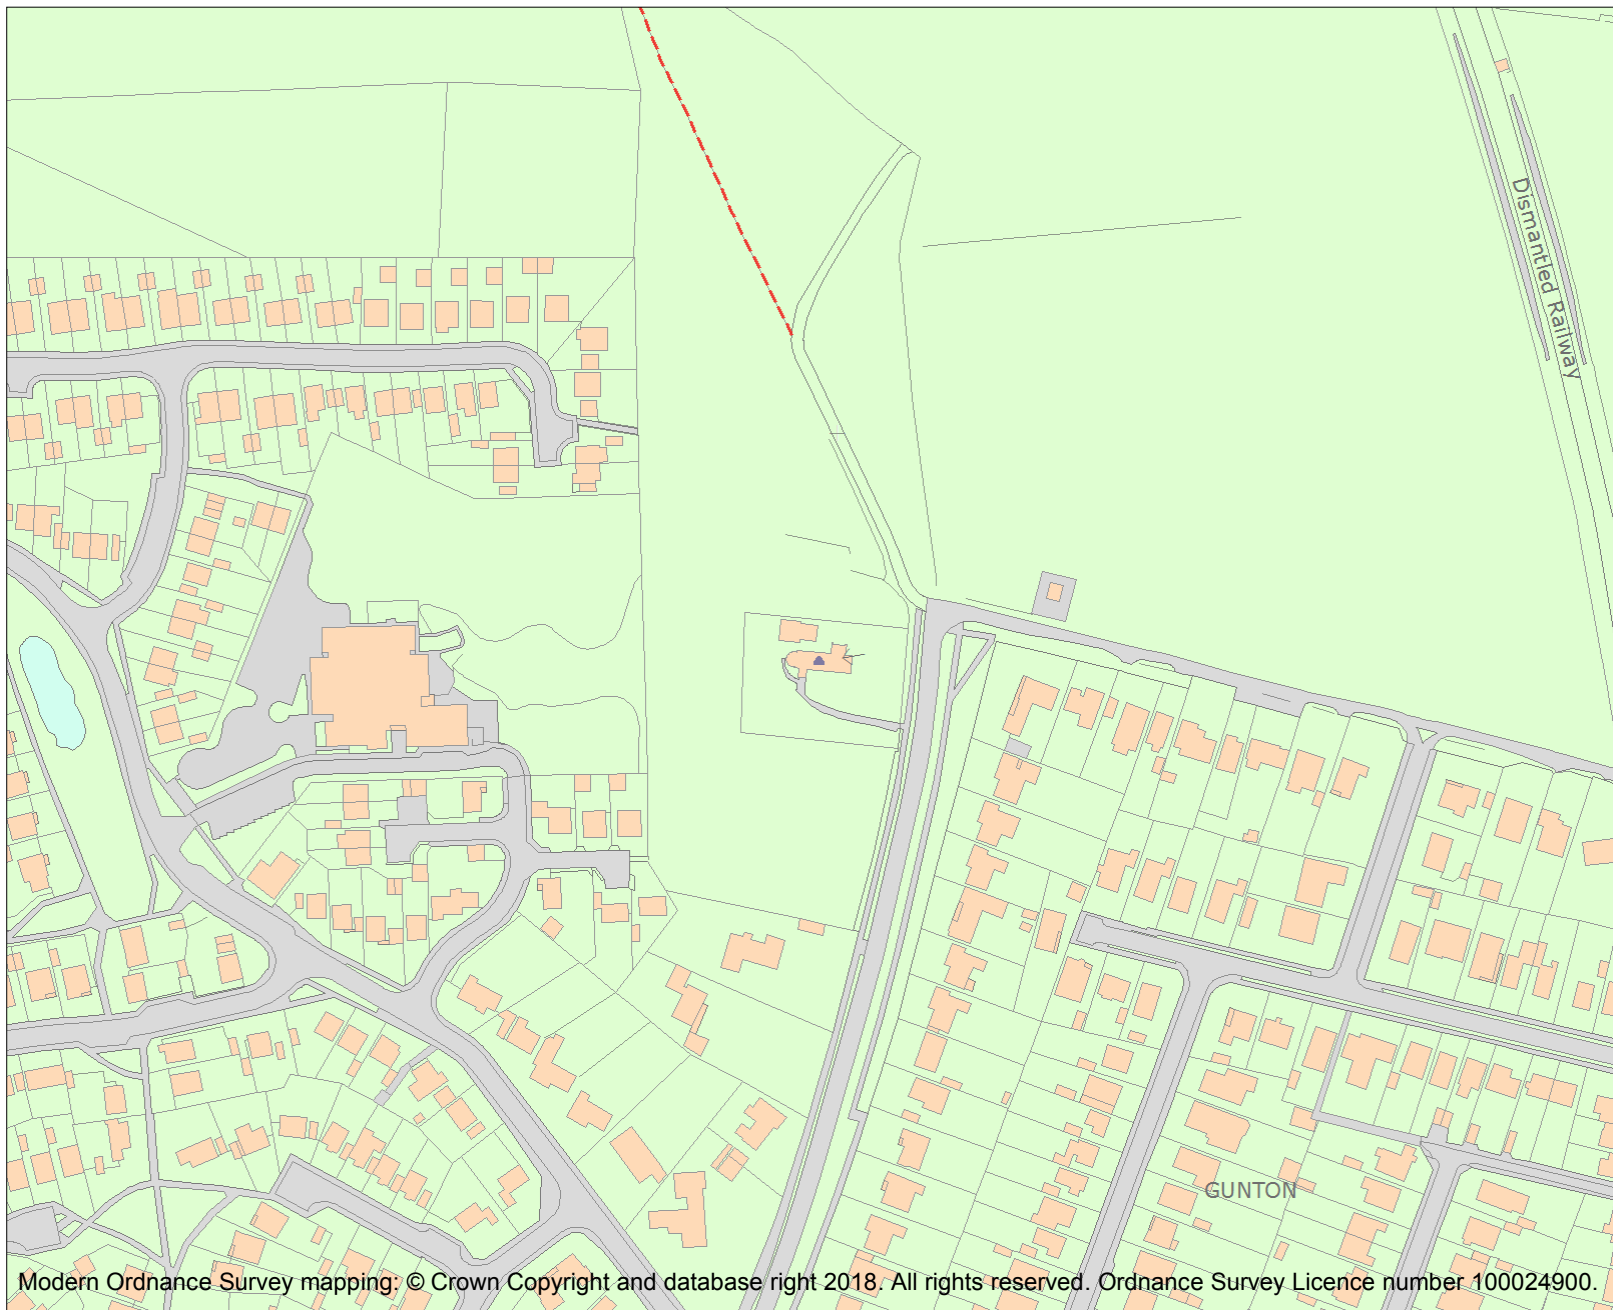 Dismantled Railway
GUNTON
Modern Ordnance Survey mapping: © Crown Copyright and database right 2018. All rights reserved. Ordnance Survey Licence number 100024900.